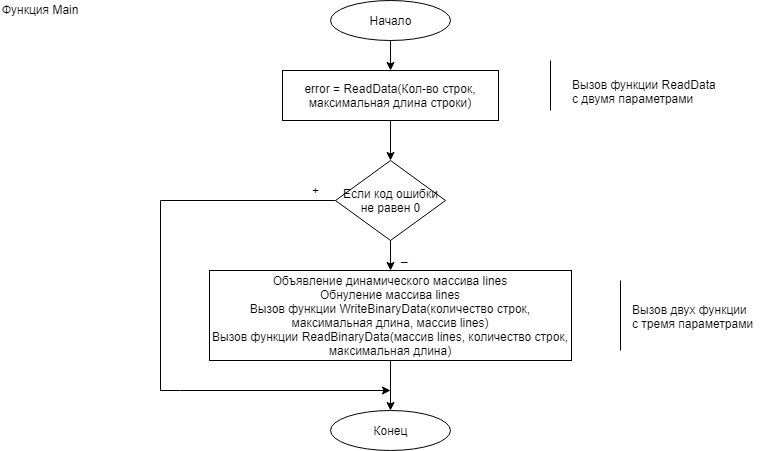 Функция Main
Начало
error = ReadData(Кол-во строк,
максимальная длина строки)
Вызов функции ReadData
с двумя параметрами
+
Если код ошибки
не равен 0
–
Объявление динамического массива lines
Обнуление массива lines
Вызов функции WriteBinaryData(количество строк,
максимальная длина, массив lines)
Вызов функции ReadBinaryData(массив lines, количество строк,
максимальная длина)
Вызов двух функции
с тремя параметрами
Конец